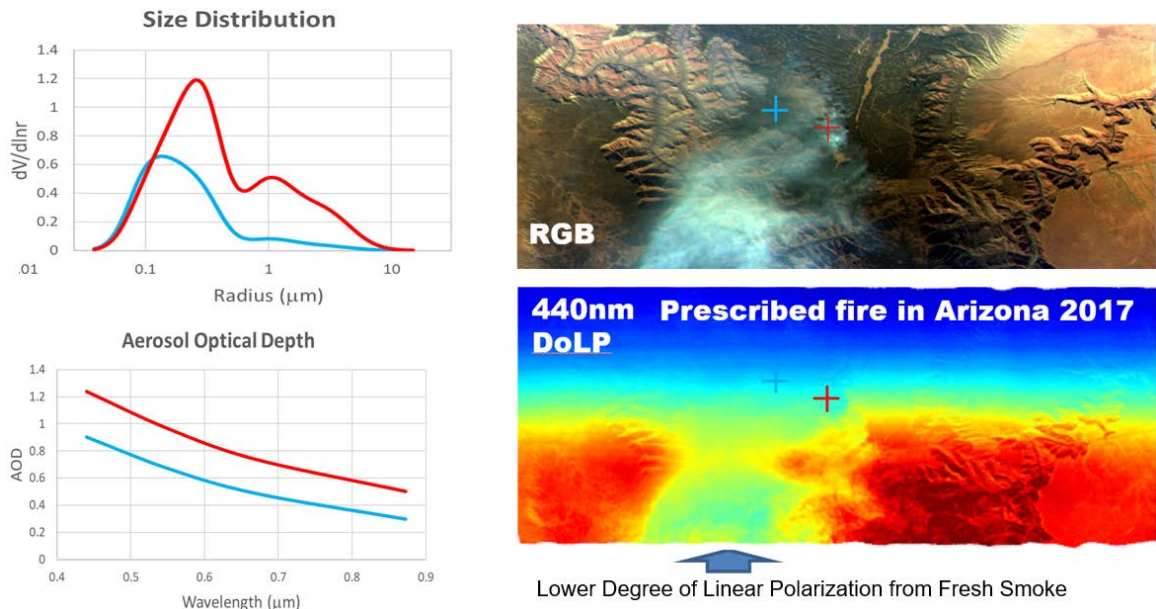 Size Distribution
1.4
1.2
1
0.8
0.6
0.4
0.2
0
dV/dlnr
.01
0.1
1
10
Radius (μm)
Aerosol Optical Depth
1.4
1.2
1
0.8
0.6
0.4
0.2
0
AOD
0.4
0.5
0.6
0.7
0.8
0.9
Wavelength (μm)
RGB
440nm
DoLP
Prescribed fire in Arizona 2017
Lower Degree of Linear Polarization from Fresh Smoke